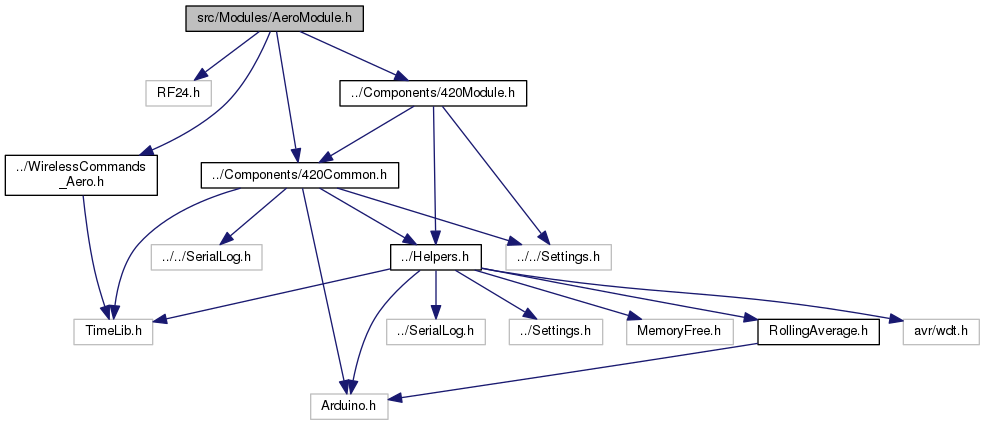 src/Modules/AeroModule.h
RF24.h
../Components/420Module.h
../WirelessCommands
_Aero.h
../Components/420Common.h
../../SerialLog.h
../Helpers.h
../../Settings.h
TimeLib.h
../SerialLog.h
../Settings.h
MemoryFree.h
RollingAverage.h
avr/wdt.h
Arduino.h